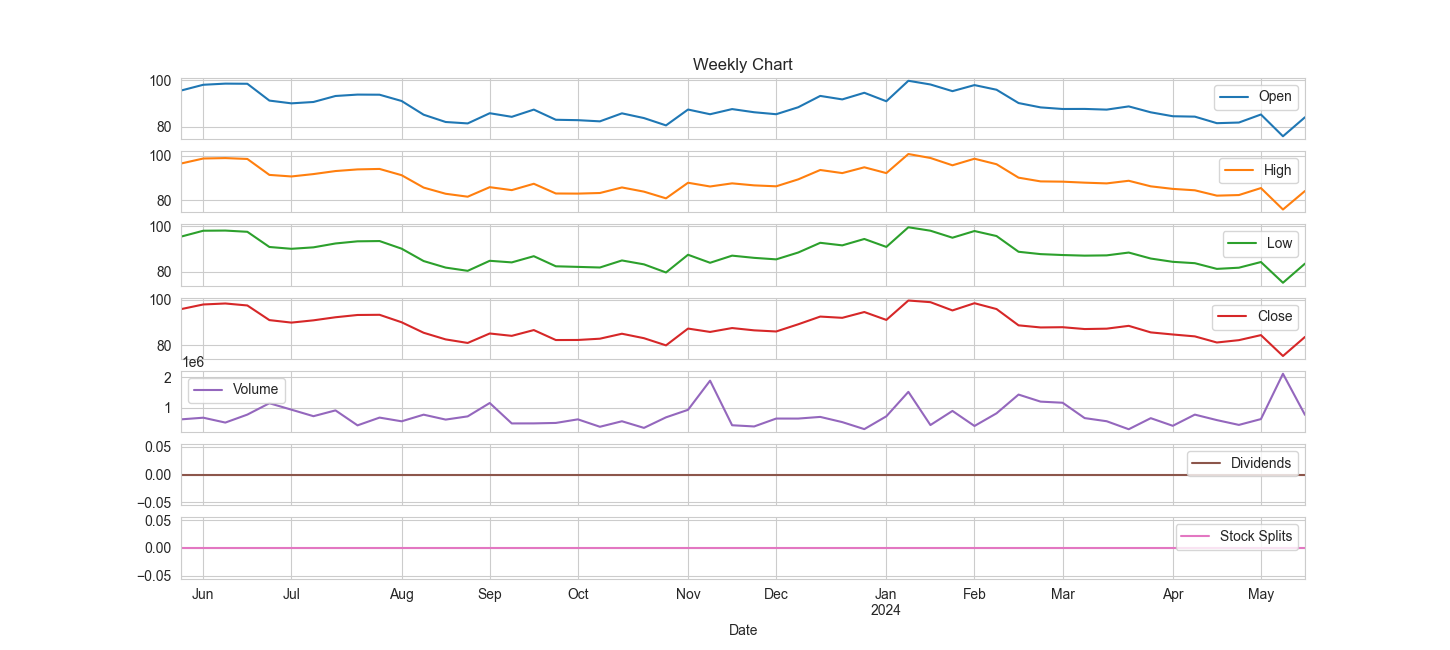 Weekly Chart
100
80
Open
100
80
High
100
80
Low
100
80
Close
1e6
2
1
Volume
0.05
0.00
−0.05
Dividends
0.05
0.00
−0.05
Stock Splits
Jun Jul Aug Sep Oct Nov Dec Jan Feb Mar Apr May
2024
Date